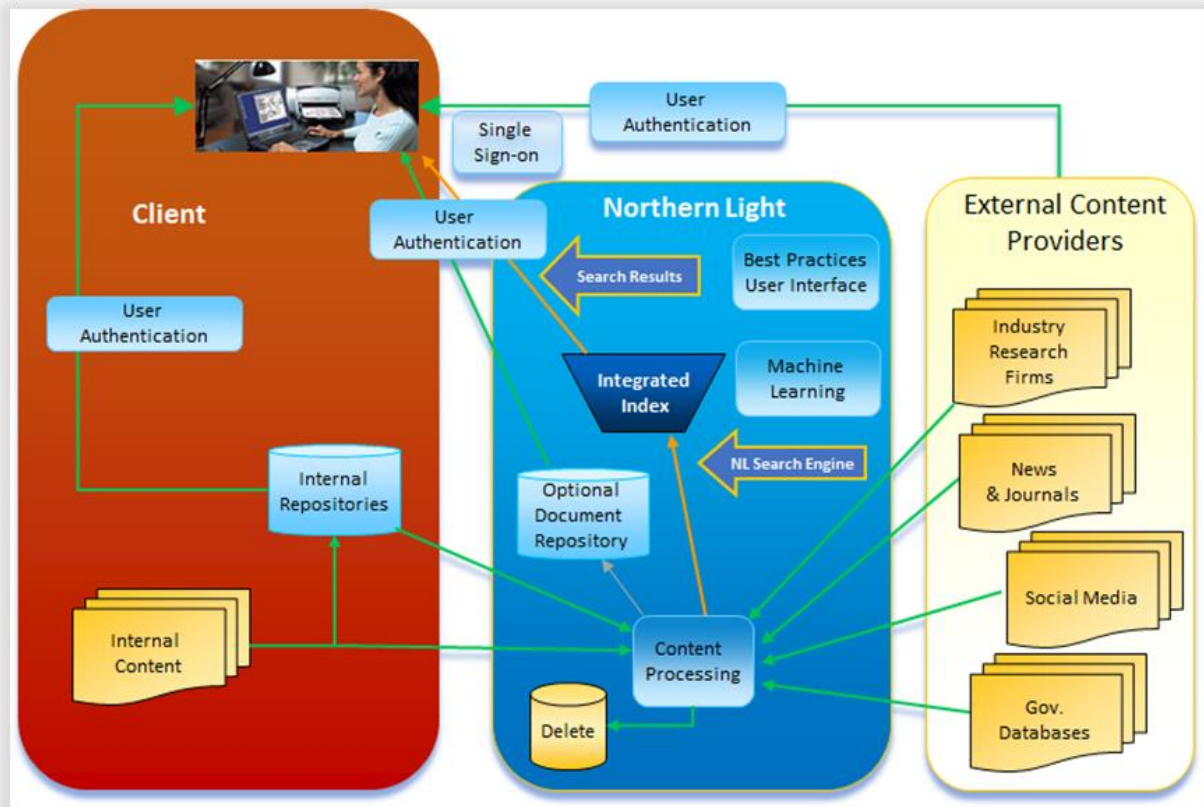 User
Authentication
Single
Sign-on
Client
User
Authentication
Northern Light
External Content
Providers
Search Results
Best Practices
User Interface
User
Authentication
Industry
Research
Firms
Integrated
Index
Machine
Learning
NL Search Engine
News
& Journals
Internal
Repositories
Optional
Document
Repository
Social Media
Internal
Content
Content
Processing
Gov.
Databases
Delete